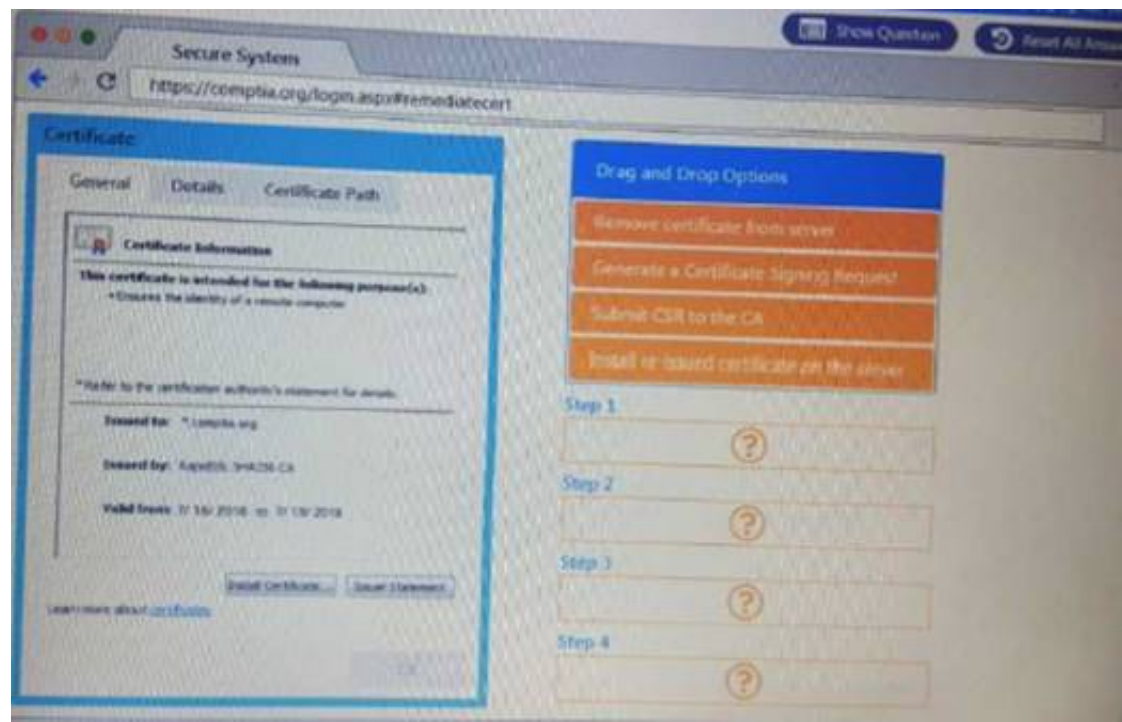 Show Question
Reset All
Secure System
https://comptia.org/login.aspx#remediatecert
Certificate
General Details Certificate Path
Certificate Information
This certificate is intended for the following purpose(s):
• Ensures the identity of a remote computer
*Refer to the certification authority's statement for details.
Issued to: *.comptia.org
Issued by: RapidSSL SHA256 CA
Valid from: to
Install Certificate... Issuer Statement
Learn more about certificates
Drag and Drop Options
Remove certificate from server
Generate a Certificate Signing Request
Submit CSR to the CA
Install issued certificate on the server
Step 1
?
Step 2
?
Step 3
?
Step 4
?